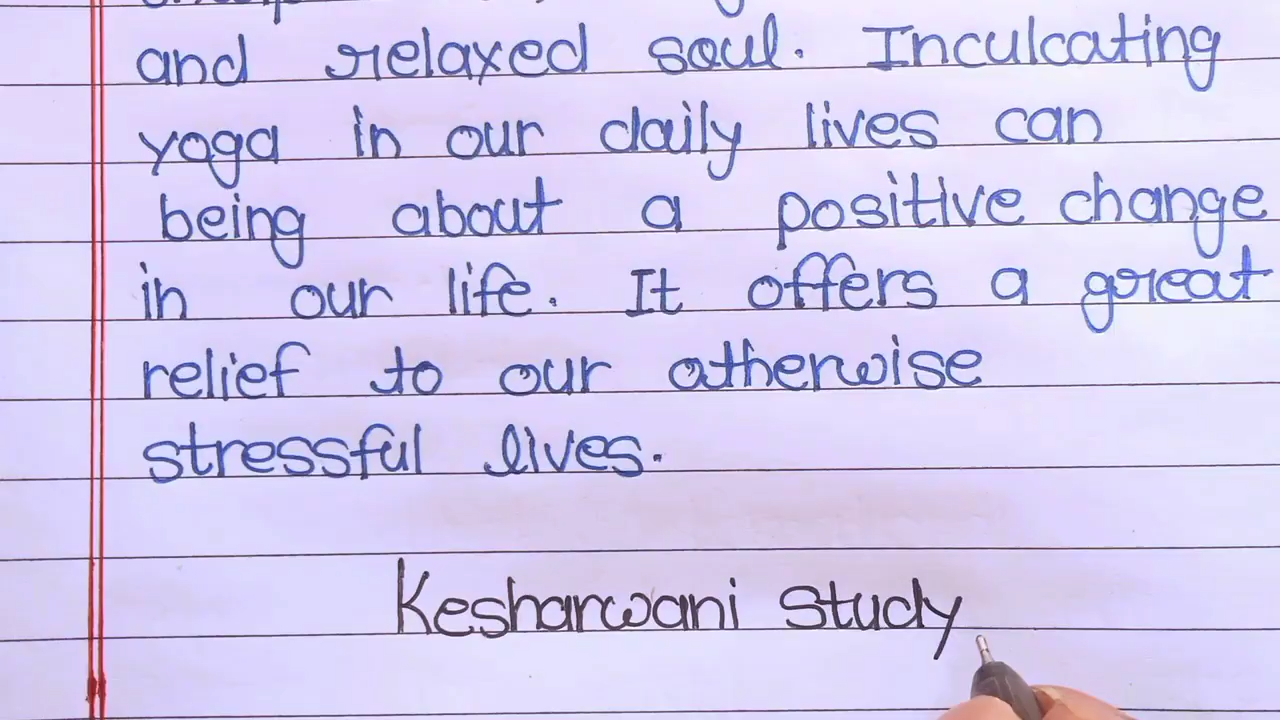 and relaxed soul. Inculcating
yoga in our daily lives can
being about a positive change
in our life. It offers a great
relief to our otherwise
stressful lives.
Kesharwani Study